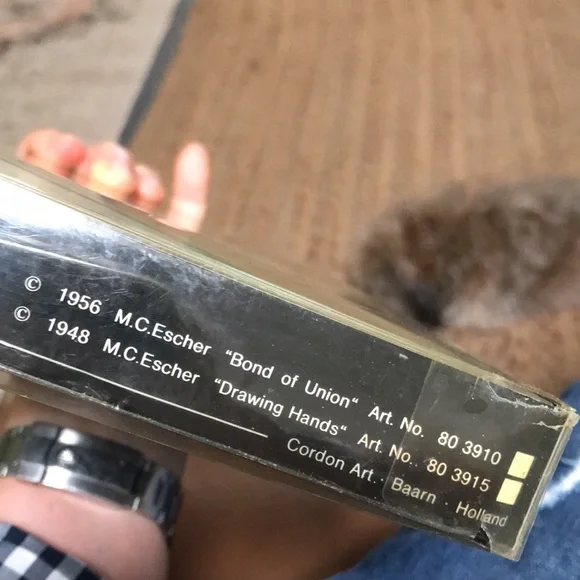 © 1956 M.C.Escher "Bond of Union" Art. No. 80 3910
© 1948 M.C.Escher "Drawing Hands" Art. No. 80 3915
Cordon Art . Baarn . Holland